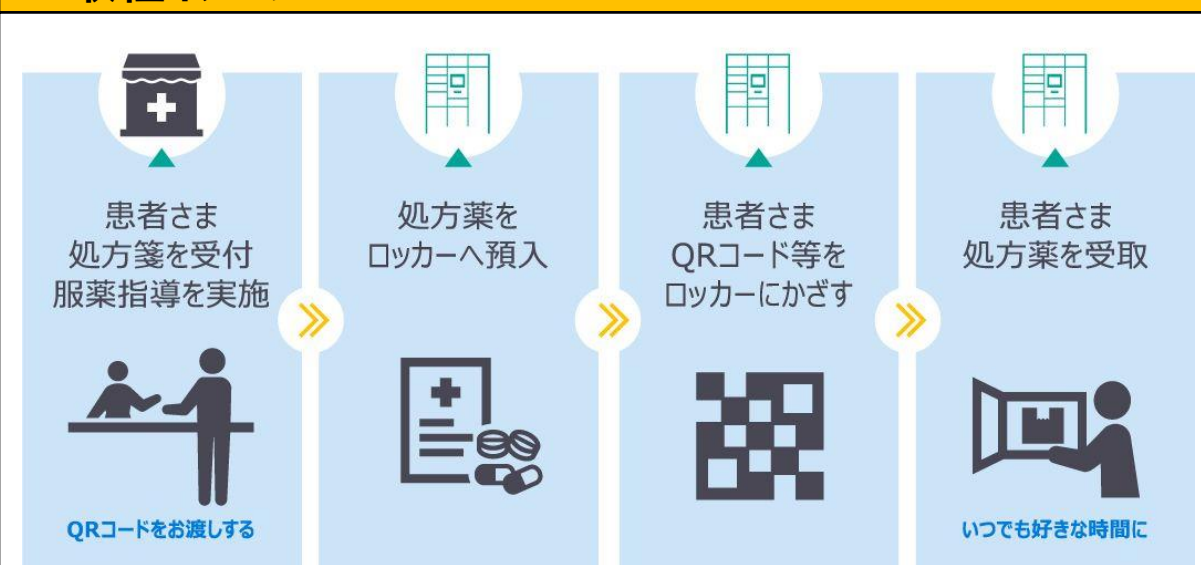 患者さま
処方箋を受付
服薬指導を実施
QRコードをお渡しする
処方薬を
ロッカーへ預入
患者さま
QRコード等を
ロッカーにかざす
患者さま
処方薬を受取
いつでも好きな時間に